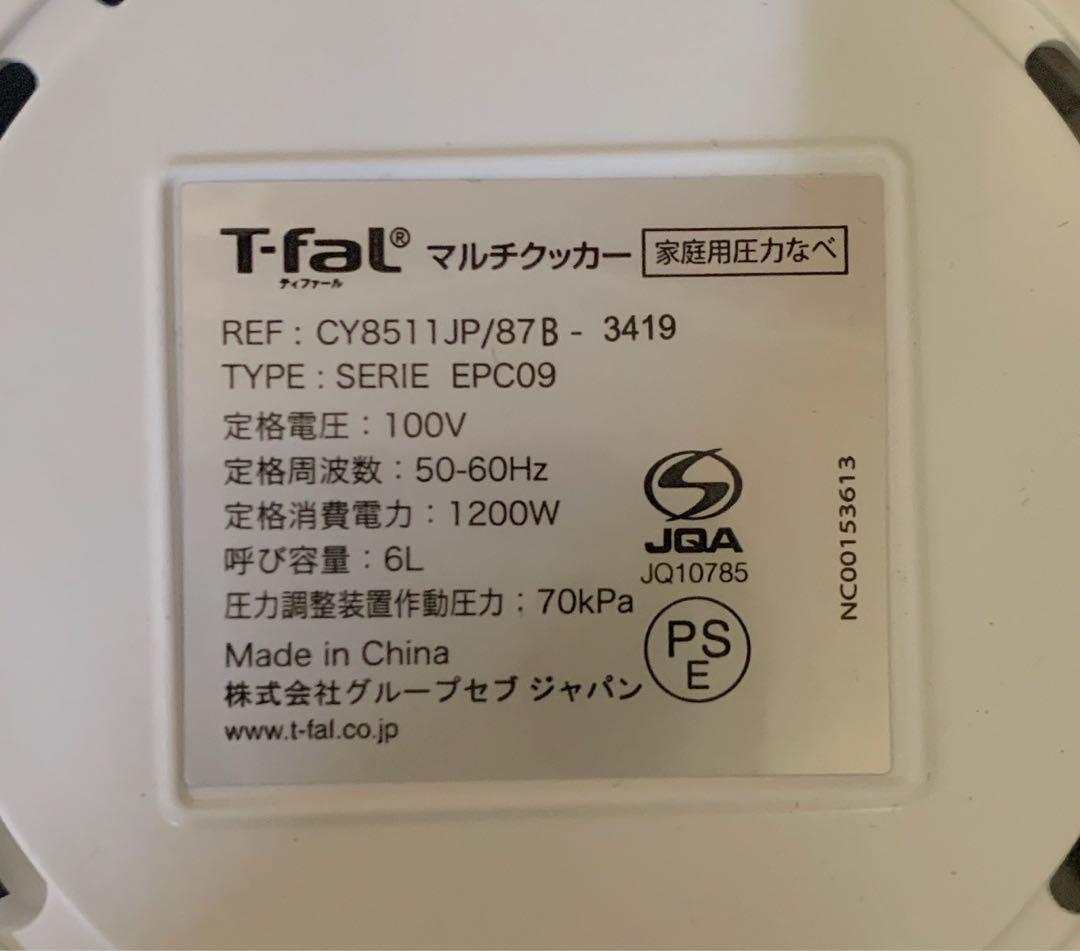 T-fal® マルチクッカー 家庭用圧力なべ
ティファール
REF : CY8511JP/87B - 3419
TYPE : SERIE EPC09
定格電圧 : 100V
定格周波数 : 50-60Hz
定格消費電力 : 1200W
呼び容量 : 6L
圧力調整装置作動圧力 ; 70kPa
Made in China
株式会社グループセブ ジャパン
www.t-fal.co.jp
JQA
JQ10785
PS
E
NC00153613